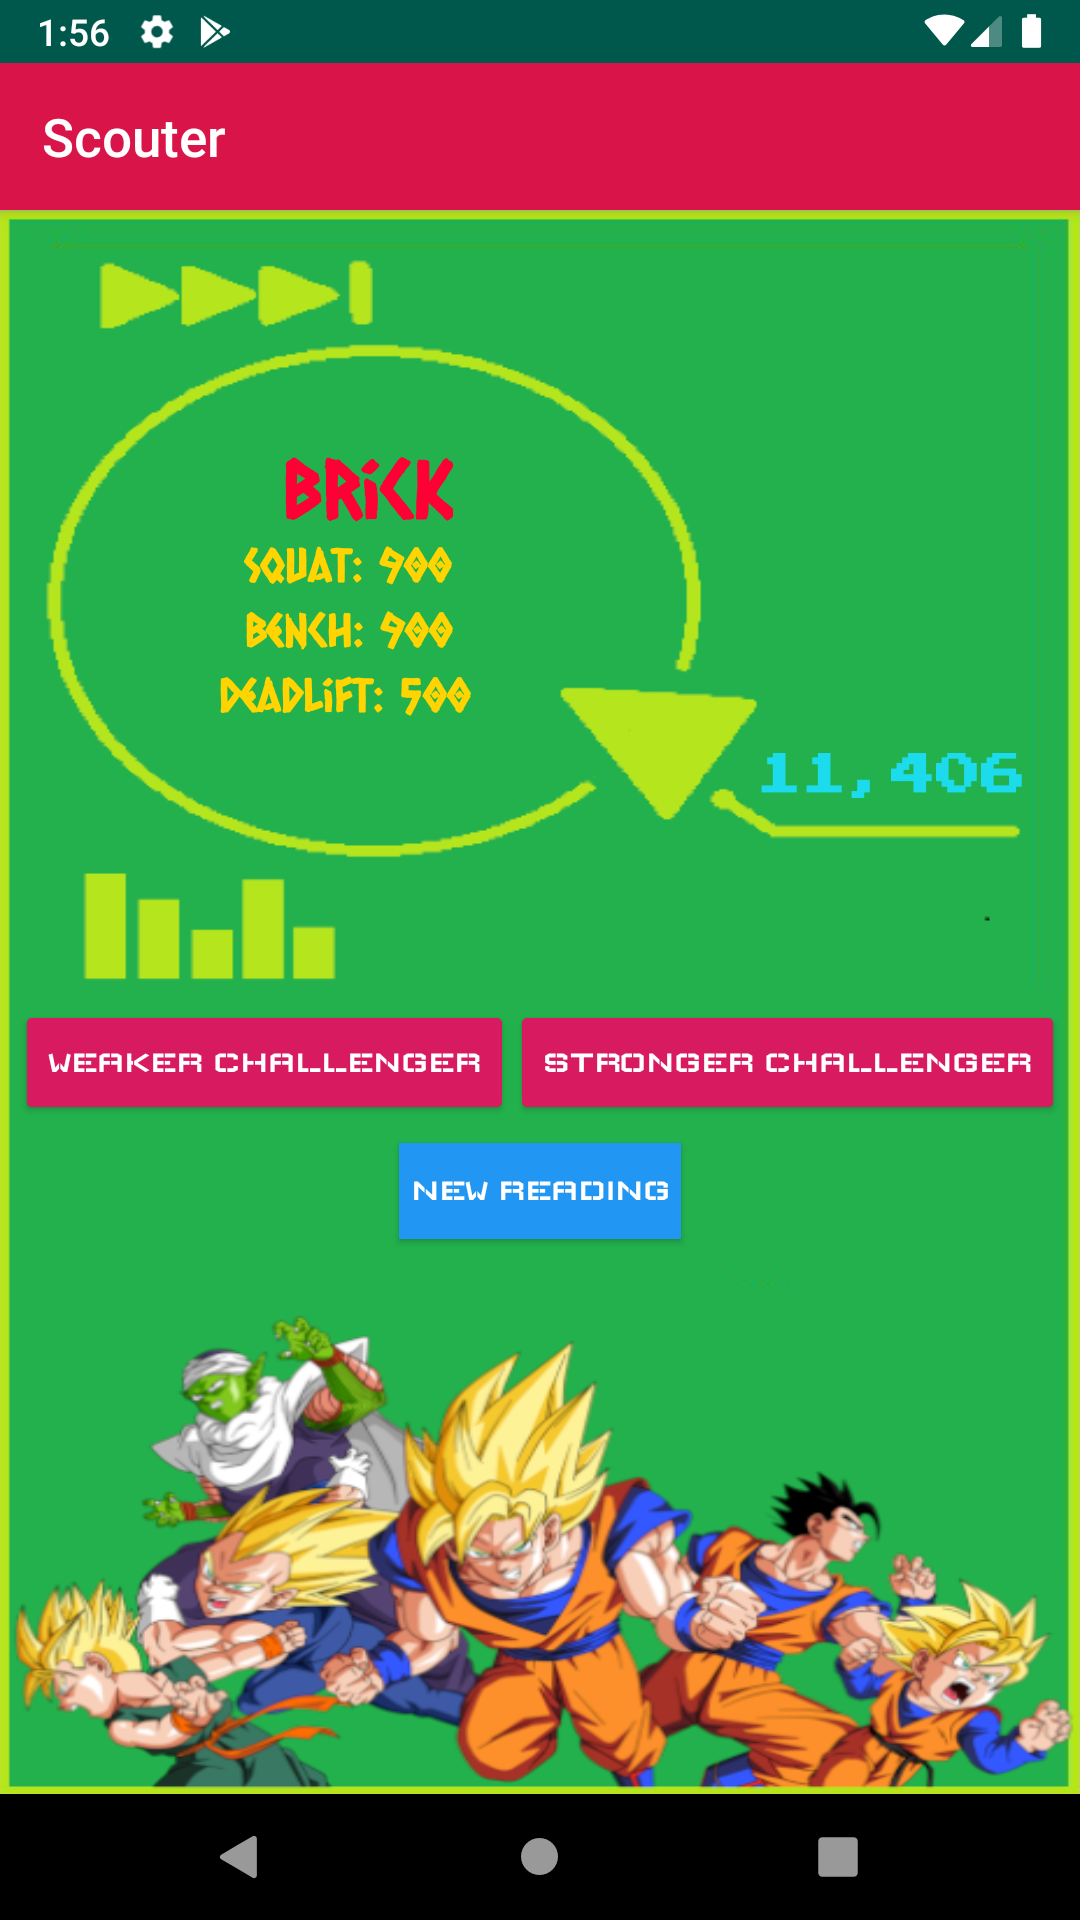 1:56
Scouter
BRiCK
SQUAT: 900
BENCH: 900
DEADLiFT: 500
11,406
WEAKER CHALLENGER
STRONGER CHALLENGER
NEW READING